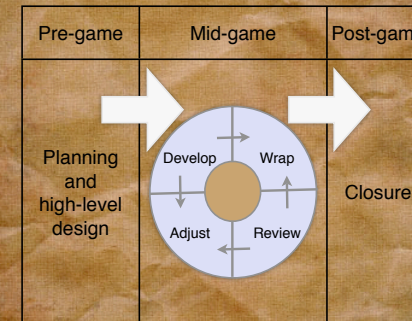 Pre-game
Mid-game
Post-gam
Planning
and
high-level
design
Develop
Wrap
Adjust
Review
Closure